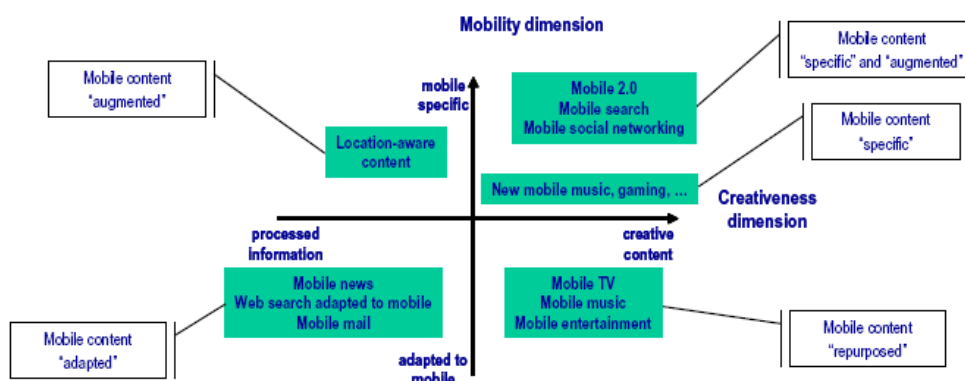 Mobility dimension
Mobile content
"specific" and "augmented"
Mobile content
"augmented"
mobile
specific
Mobile 2.0
Mobile search
Mobile social networking
Mobile content
"specific"
Location-aware
content
New mobile music, gaming, ...
Creativeness
dimension
processed
information
creative
content
Mobile news
Web search adapted to mobile
Mobile mail
Mobile TV
Mobile music
Mobile entertainment
Mobile content
"adapted"
Mobile content
"repurposed"
adapted to
mobile